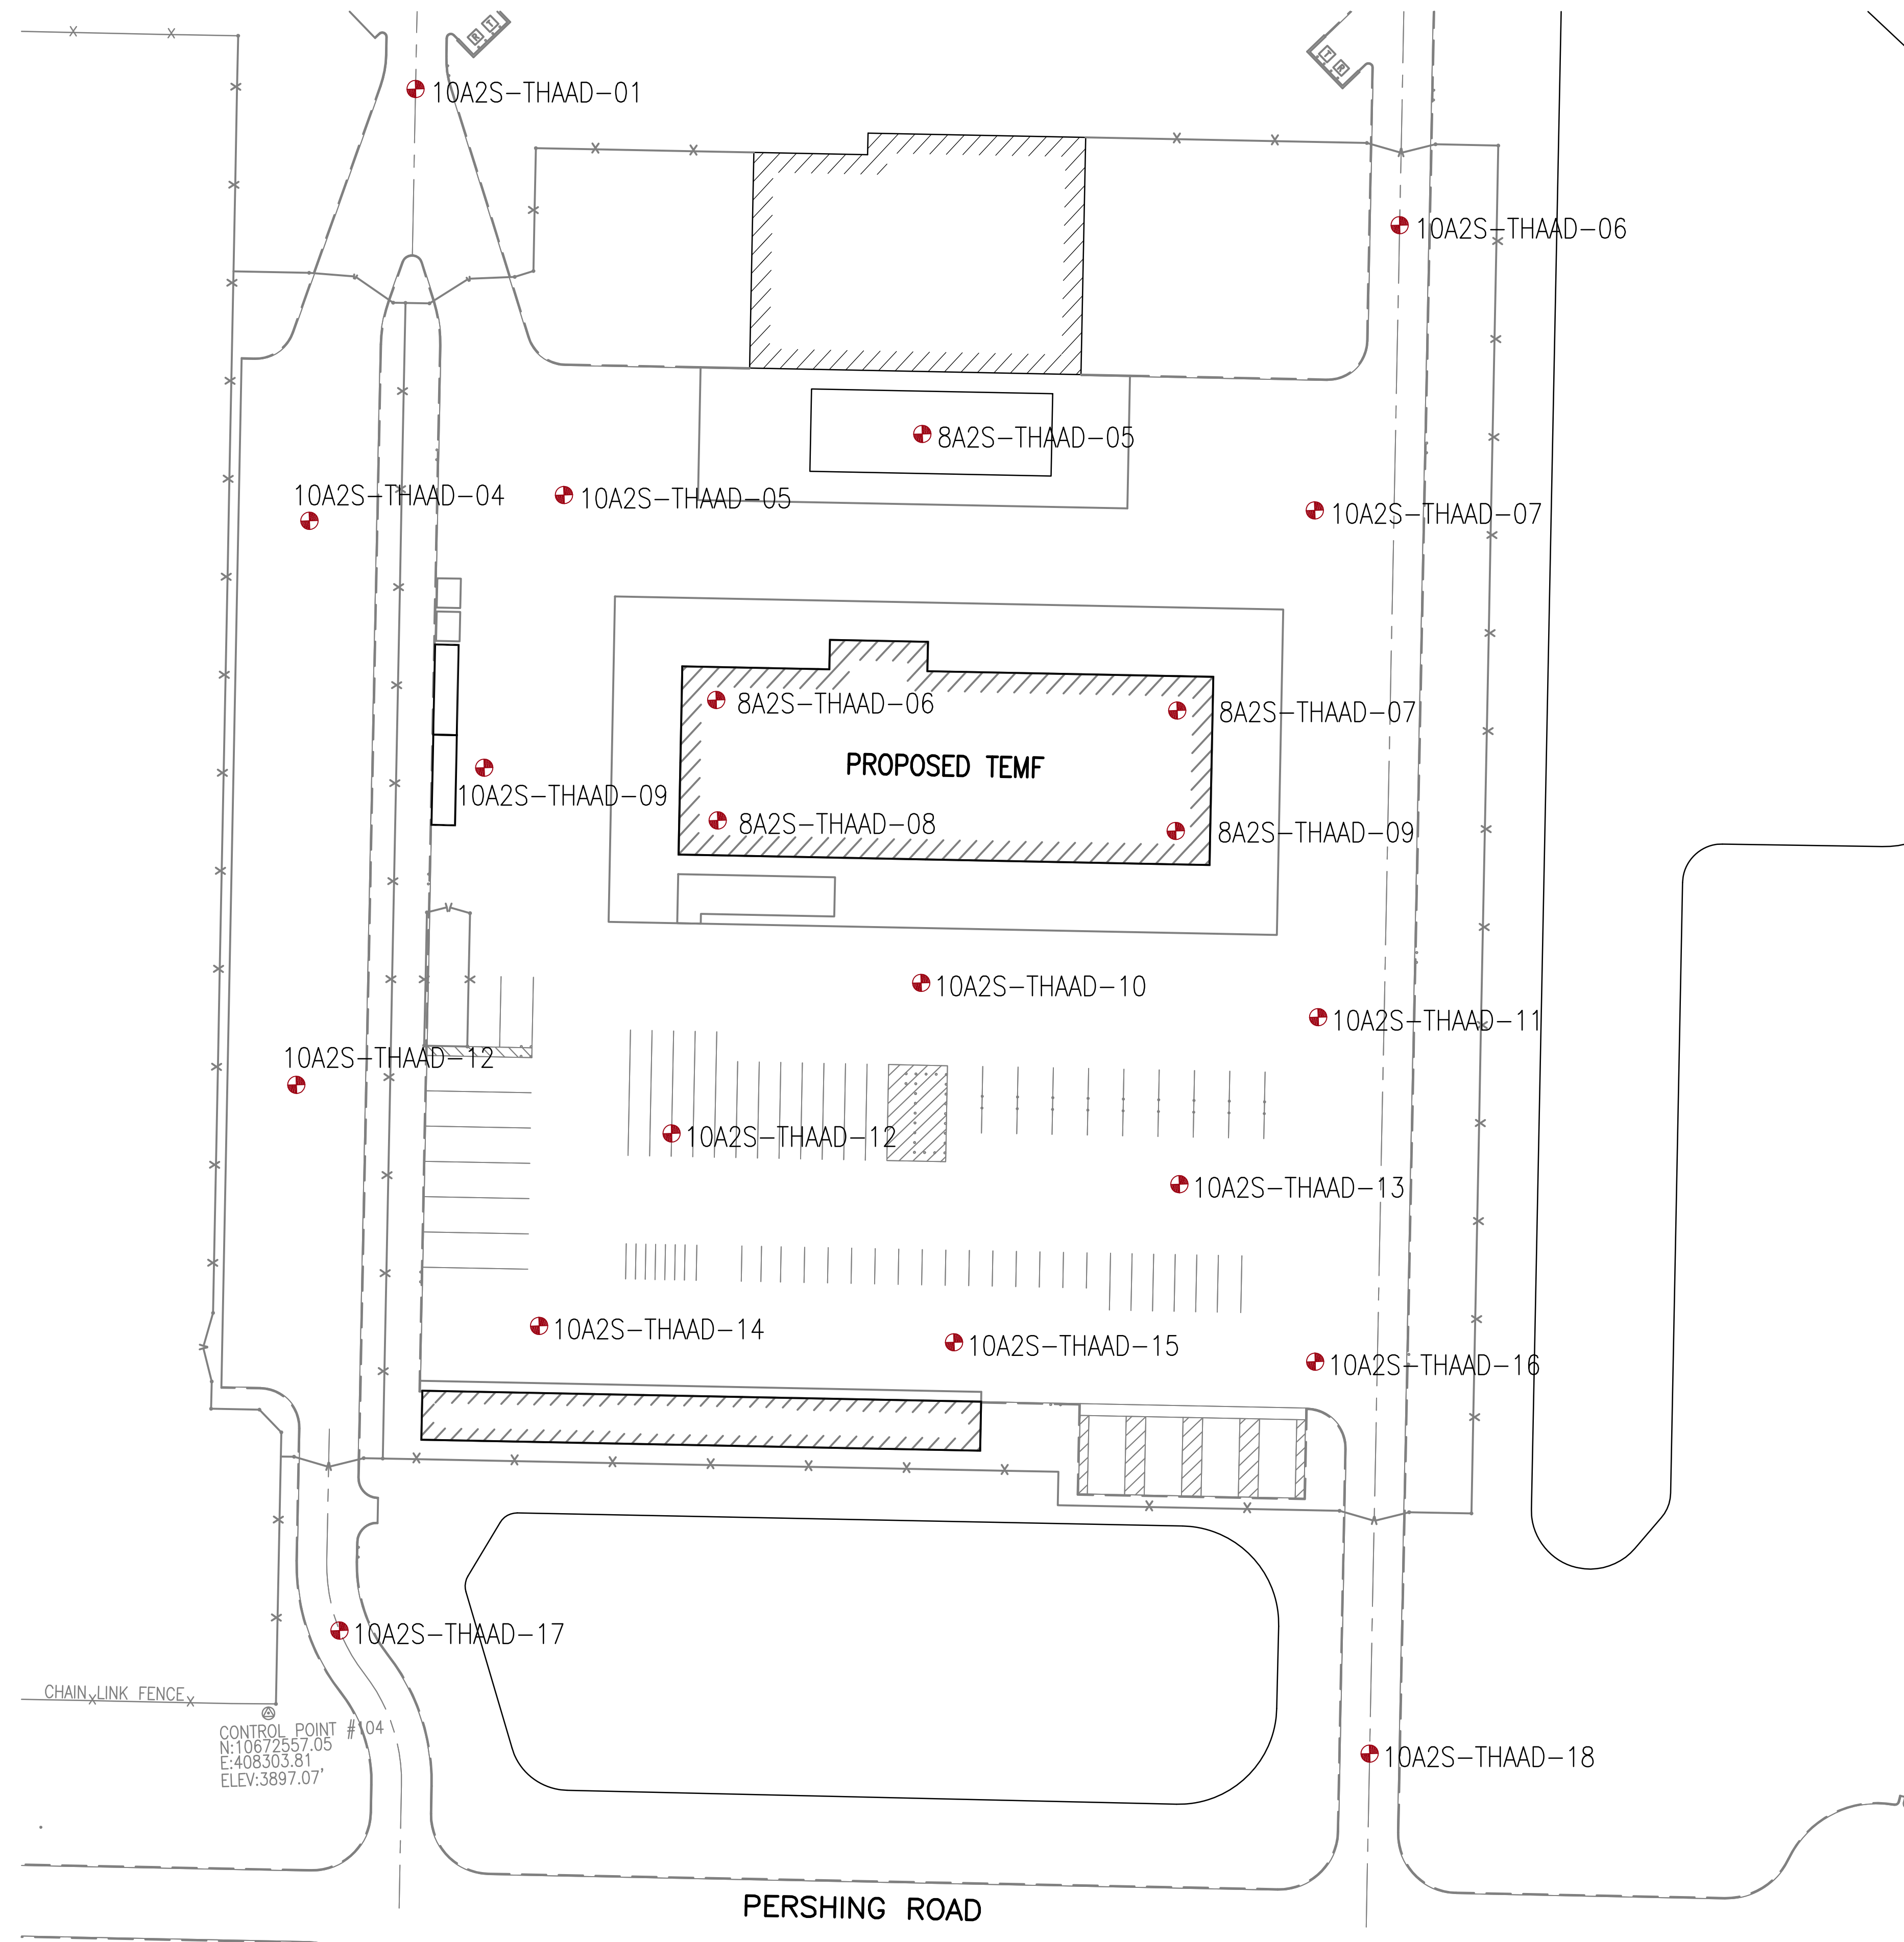 R T
T R
10A2S-THAAD-01
10A2S-THAAD-06
8A2S-THAAD-05
10A2S-THAAD-04
10A2S-THAAD-05
10A2S-THAAD-07
8A2S-THAAD-06
8A2S-THAAD-07
PROPOSED TEMF
10A2S-THAAD-09
8A2S-THAAD-08
8A2S-THAAD-09
10A2S-THAAD-10
10A2S-THAAD-11
10A2S-THAAD-12
10A2S-THAAD-12
10A2S-THAAD-13
10A2S-THAAD-14
10A2S-THAAD-15
10A2S-THAAD-16
10A2S-THAAD-17
CHAIN LINK FENCE
CONTROL POINT #104
N:10672557.05
E:408303.81
ELEV:3897.07'
10A2S-THAAD-18
PERSHING ROAD